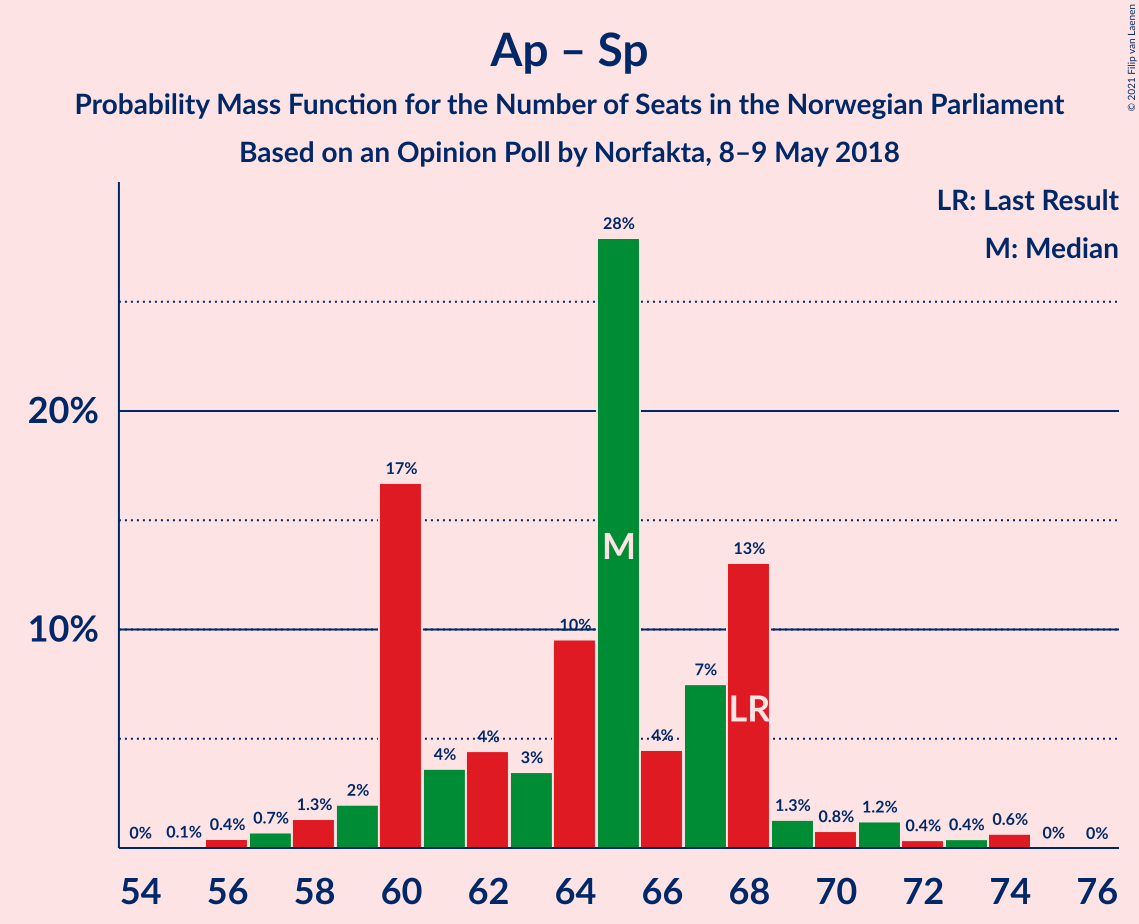 Ap – Sp
Probability Mass Function for the Number of Seats in the Norwegian Parliament
Based on an Opinion Poll by Norfakta, 8–9 May 2018
© 2021 Filip van Laenen
LR: Last Result
M: Median
20%
10%
0%
0.1%
0.4%
0.7%
1.3%
2%
17%
4%
4%
3%
10%
28%
M
4%
7%
13%
LR
1.3%
0.8%
1.2%
0.4%
0.4%
0.6%
0%
0%
54 56 58 60 62 64 66 68 70 72 74 76